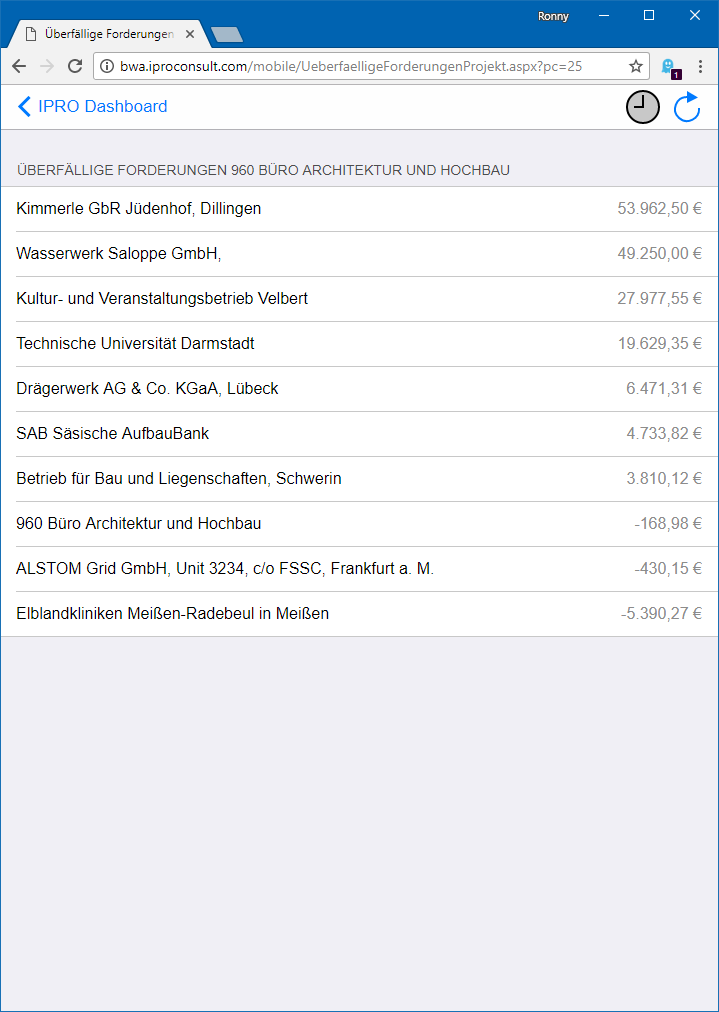 Ronny
Überfällige Forderungen
bwa.iproconsult.com/mobile/UeberfaelligeForderungenProjekt.aspx?pc=25
1
IPRO Dashboard
ÜBERFÄLLIGE FORDERUNGEN 960 BÜRO ARCHITEKTUR UND HOCHBAU
Kimmerle GbR Jüdenhof, Dillingen 53.962,50 €
Wasserwerk Saloppe GmbH, 49.250,00 €
Kultur- und Veranstaltungsbetrieb Velbert 27.977,55 €
Technische Universität Darmstadt 19.629,35 €
Drägerwerk AG & Co. KGaA, Lübeck 6.471,31 €
SAB Säsische AufbauBank 4.733,82 €
Betrieb für Bau und Liegenschaften, Schwerin 3.810,12 €
960 Büro Architektur und Hochbau -168,98 €
ALSTOM Grid GmbH, Unit 3234, c/o FSSC, Frankfurt a. M. -430,15 €
Elblandkliniken Meißen-Radebeul in Meißen -5.390,27 €